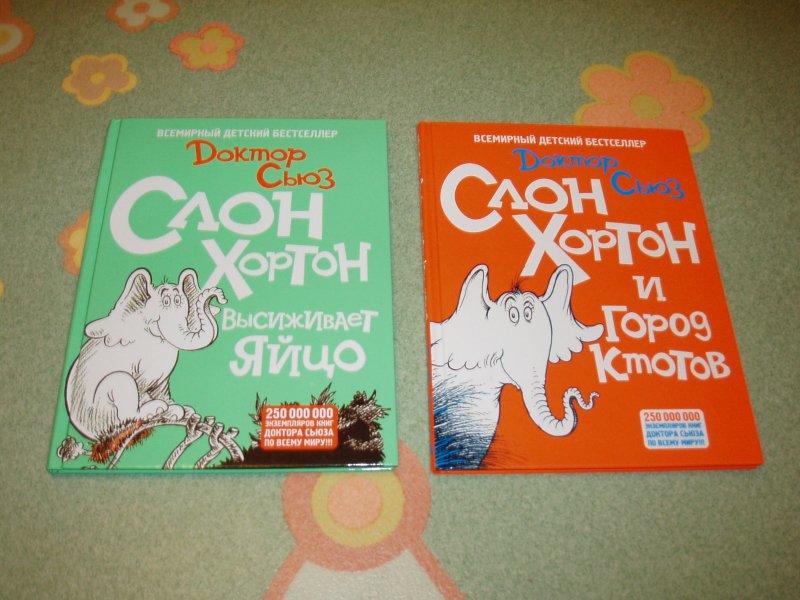 ВСЕМИРНЫЙ ДЕТСКИЙ БЕСТСЕЛЛЕР
Доктор
Сьюз
Слон
Хортон
Высиживает
Яйцо
250 000 000
ЭКЗЕМПЛЯРОВ КНИГ
ДОКТОРА СЬЮЗА
ПО ВСЕМУ МИРУ!!!
ВСЕМИРНЫЙ ДЕТСКИЙ БЕСТСЕЛЛЕР
Доктор
Сьюз
Слон
Хортон
и
Город
Ктотов
250 000 000
ЭКЗЕМПЛЯРОВ КНИГ
ДОКТОРА СЬЮЗА
ПО ВСЕМУ МИРУ!!!